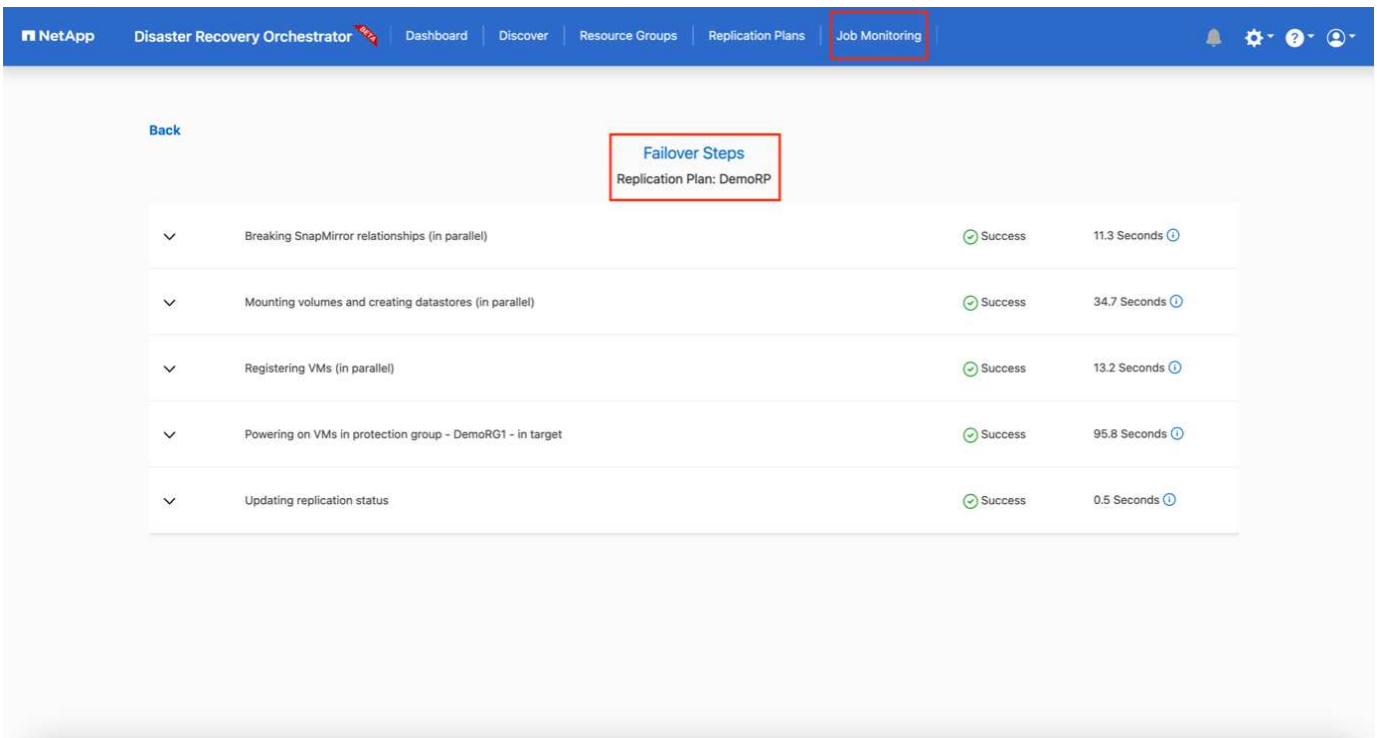 NetApp Disaster Recovery Orchestrator BETA Dashboard Discover Resource Groups Replication Plans Job Monitoring
Back
Failover Steps
Replication Plan: DemoRP
Breaking SnapMirror relationships (in parallel) Success 11.3 Seconds
Mounting volumes and creating datastores (in parallel) Success 34.7 Seconds
Registering VMs (in parallel) Success 13.2 Seconds
Powering on VMs in protection group - DemoRG1 - in target Success 95.8 Seconds
Updating replication status Success 0.5 Seconds